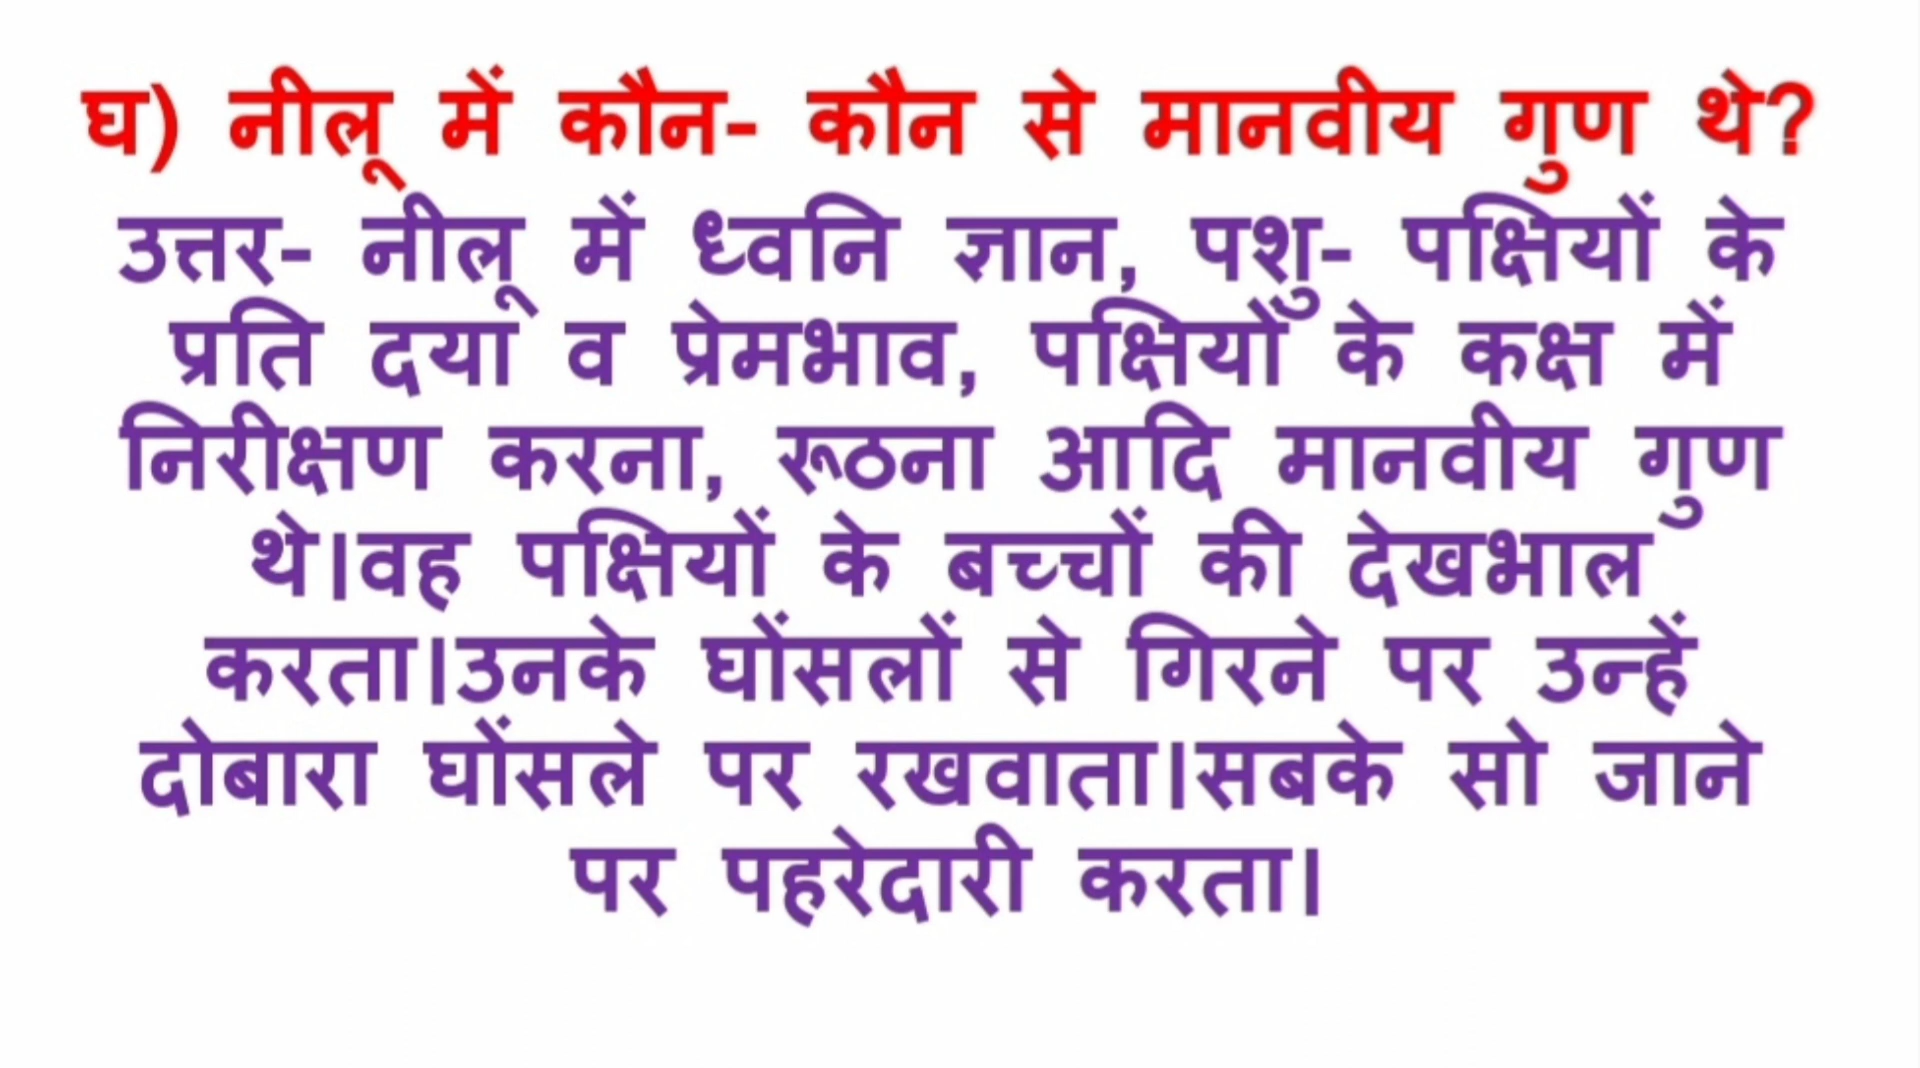 घ) नीलू में कौन- कौन से मानवीय गुण थे?
उत्तर- नीलू में ध्वनि ज्ञान, पशु- पक्षियों के
प्रति दया व प्रेमभाव, पक्षियों के कक्ष में
निरीक्षण करना, रूठना आदि मानवीय गुण
थे।वह पक्षियों के बच्चों की देखभाल
करता।उनके घोंसलों से गिरने पर उन्हें
दोबारा घोंसले पर रखवाता।सबके सो जाने
पर पहरेदारी करता।